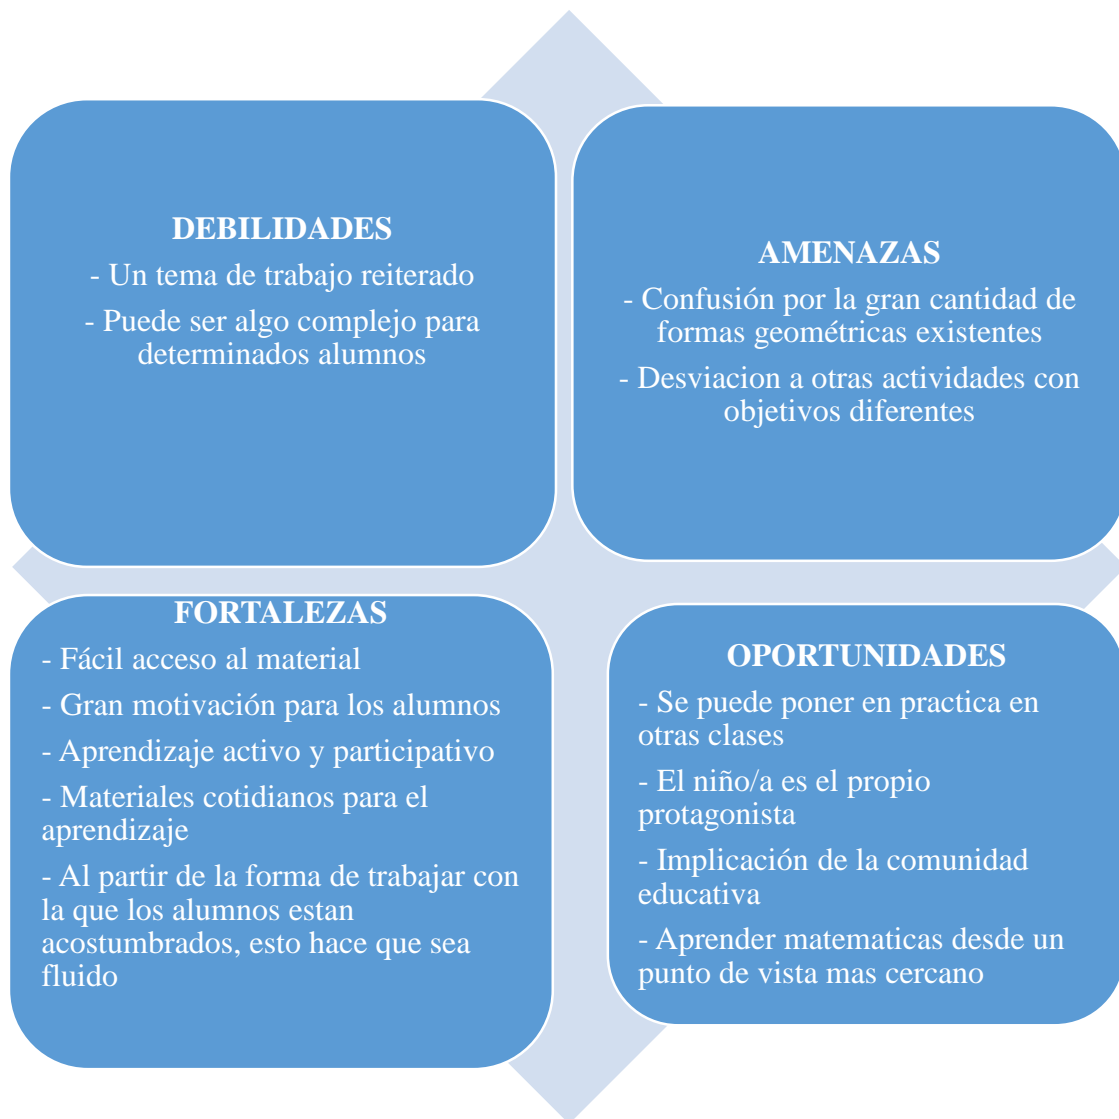 DEBILIDADES
- Un tema de trabajo reiterado
- Puede ser algo complejo para
determinados alumnos
AMENAZAS
- Confusión por la gran cantidad de
formas geométricas existentes
- Desviacion a otras actividades con
objetivos diferentes
FORTALEZAS
- Fácil acceso al material
- Gran motivación para los alumnos
- Aprendizaje activo y participativo
- Materiales cotidianos para el
aprendizaje
- Al partir de la forma de trabajar con
la que los alumnos estan
acostumbrados, esto hace que sea
fluido
OPORTUNIDADES
- Se puede poner en practica en
otras clases
- El niño/a es el propio
protagonista
- Implicación de la comunidad
educativa
- Aprender matematicas desde un
punto de vista mas cercano